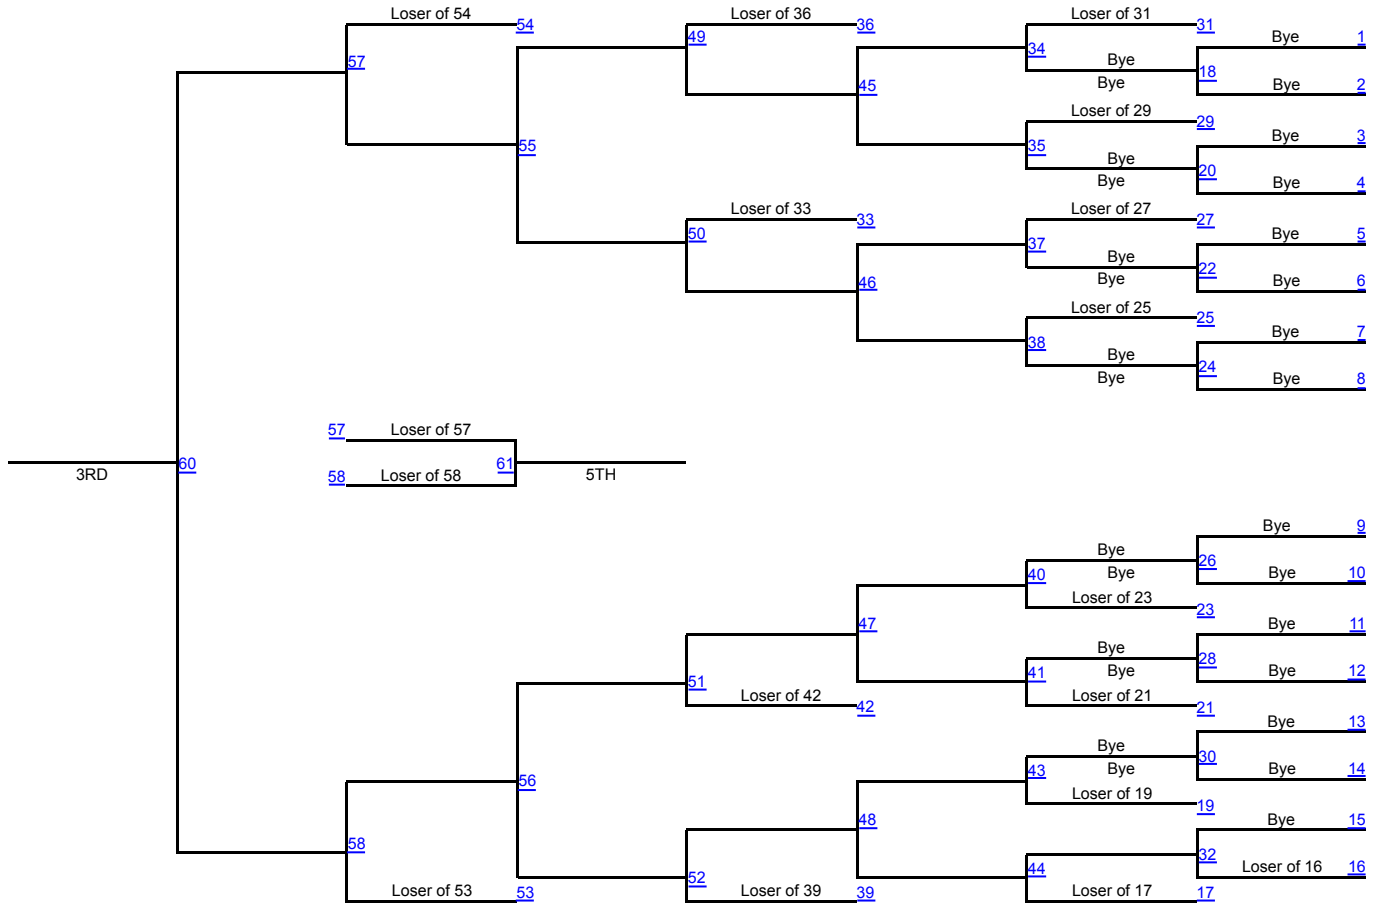 Loser of 54 54 Loser of 36 36 Loser of 31 31
49 Bye 1
57 34 Bye 18
Bye
45 Bye 2
Loser of 29 29
Bye 3
55 35 Bye 20
Bye Bye 4
Loser of 33 33 Loser of 27 27
50 37 Bye 5
Bye 22
46 Bye Bye 6
Loser of 25 25
Bye 7
38 Bye 24
Bye Bye 8
57 Loser of 57
60 61
3RD 58 Loser of 58 5TH
Bye 9
Bye 26
40 Bye Bye 10
Loser of 23 23
47 Bye 11
Bye 28
51 41 Bye Bye 12
Loser of 42 42 Loser of 21 21
Bye 13
Bye 30
56 43 Bye Bye 14
Loser of 19 19
48 Bye 15
58 32
52 44 Loser of 16 16
Loser of 53 53 Loser of 39 39 Loser of 17 17